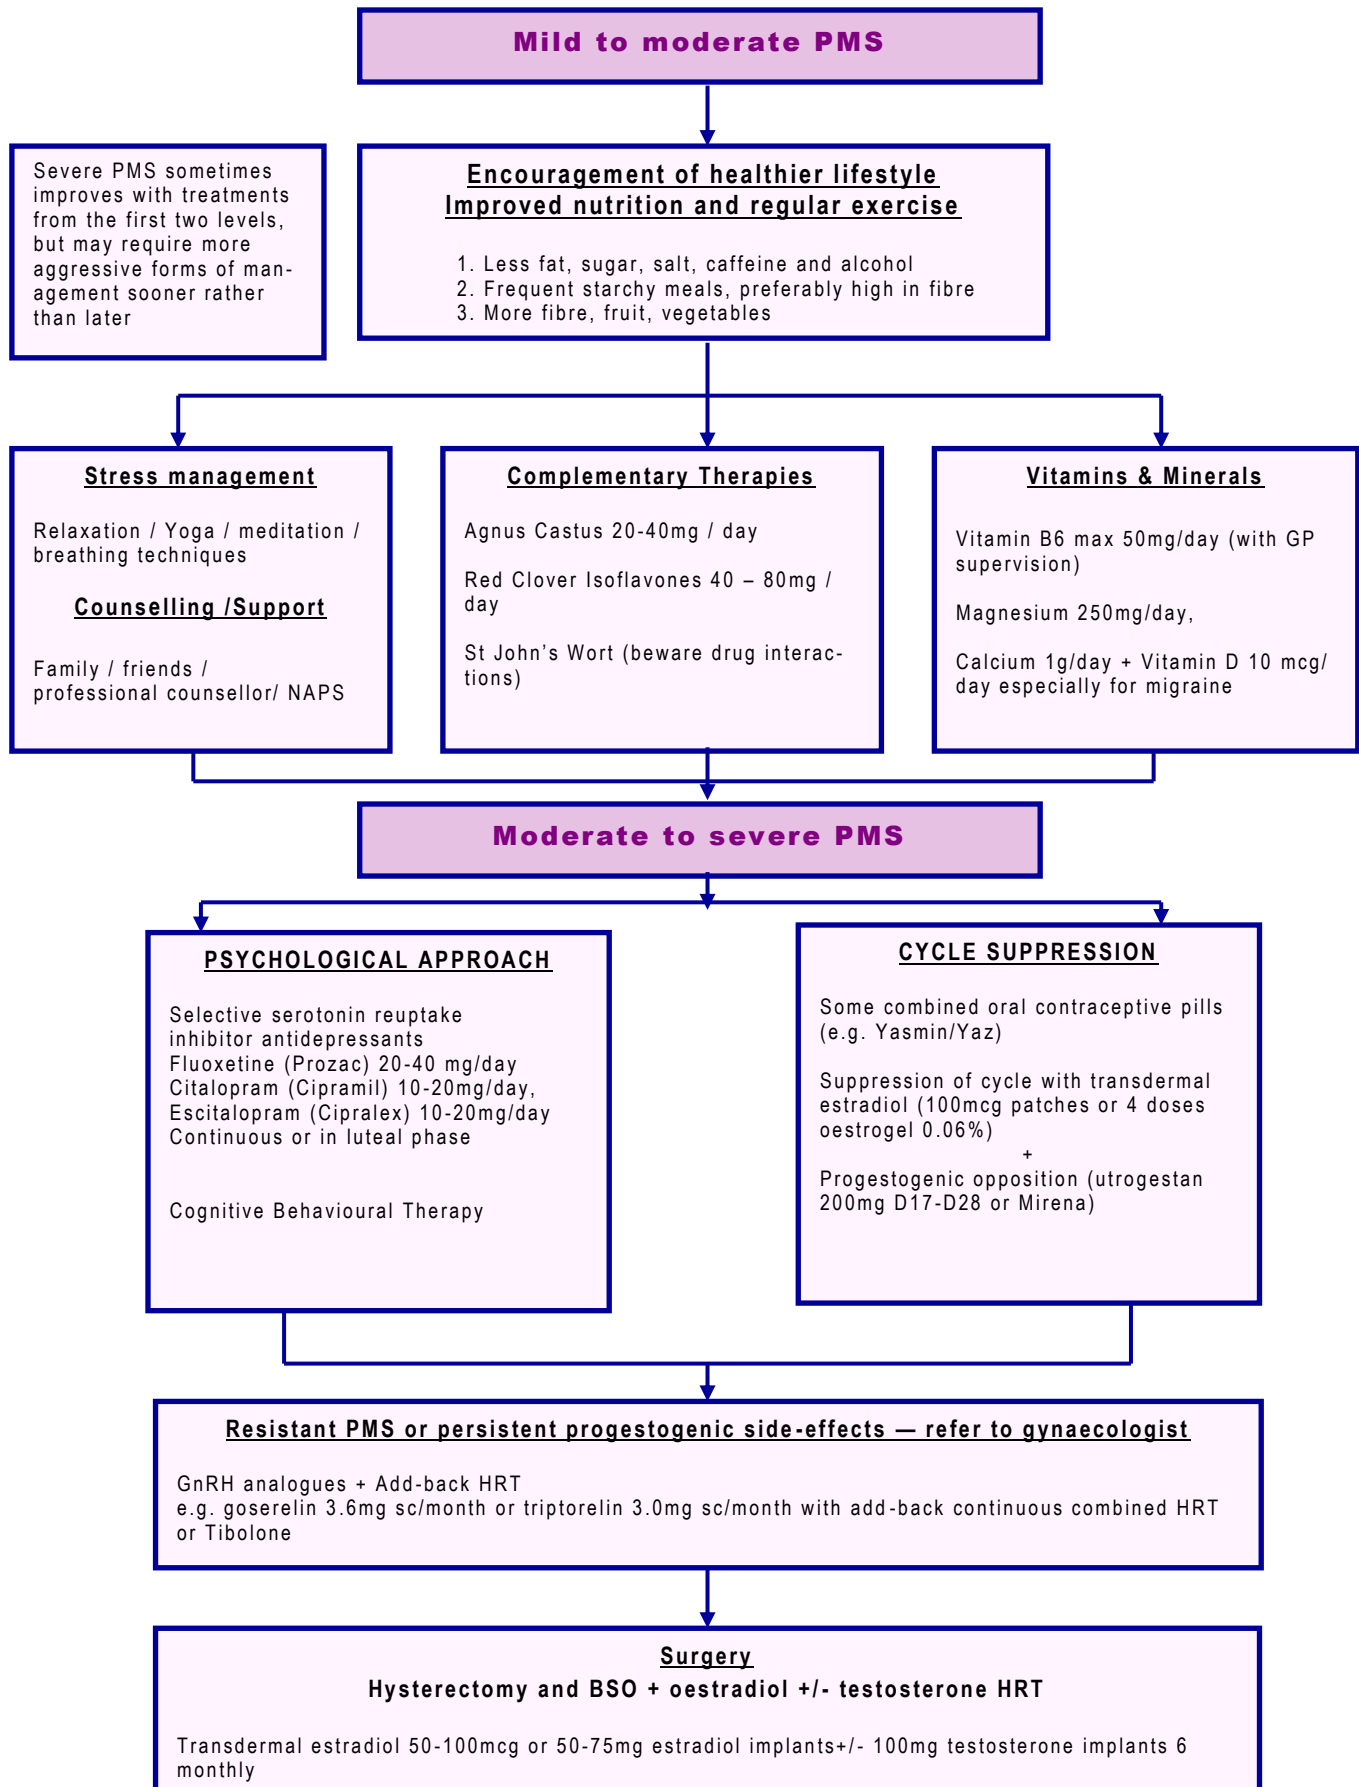 Mild to moderate PMS
Severe PMS sometimes
improves with treatments
from the first two levels,
but may require more
aggressive forms of man-
agement sooner rather
than later
Encouragement of healthier lifestyle
Improved nutrition and regular exercise
1. Less fat, sugar, salt, caffeine and alcohol
2. Frequent starchy meals, preferably high in fibre
3. More fibre, fruit, vegetables
Stress management
Relaxation / Yoga / meditation /
breathing techniques
Counselling /Support
Family / friends /
professional counsellor/ NAPS
Complementary Therapies
Agnus Castus 20-40mg / day
Red Clover Isoflavones 40 – 80mg /
day
St John's Wort (beware drug interac-
tions)
Vitamins & Minerals
Vitamin B6 max 50mg/day (with GP
supervision)
Magnesium 250mg/day,
Calcium 1g/day + Vitamin D 10 mcg/
day especially for migraine
Moderate to severe PMS
PSYCHOLOGICAL APPROACH
Selective serotonin reuptake
inhibitor antidepressants
Fluoxetine (Prozac) 20-40 mg/day
Citalopram (Cipramil) 10-20mg/day,
Escitalopram (Cipralex) 10-20mg/day
Continuous or in luteal phase
Cognitive Behavioural Therapy
CYCLE SUPPRESSION
Some combined oral contraceptive pills
(e.g. Yasmin/Yaz)
Suppression of cycle with transdermal
estradiol (100mcg patches or 4 doses
oestrogel 0.06%)
+
Progestogenic opposition (utrogestan
200mg D17-D28 or Mirena)
Resistant PMS or persistent progestogenic side-effects — refer to gynaecologist
GnRH analogues + Add-back HRT
e.g. goserelin 3.6mg sc/month or triptorelin 3.0mg sc/month with add-back continuous combined HRT
or Tibolone
Surgery
Hysterectomy and BSO + oestradiol +/- testosterone HRT
Transdermal estradiol 50-100mcg or 50-75mg estradiol implants+/- 100mg testosterone implants 6
monthly